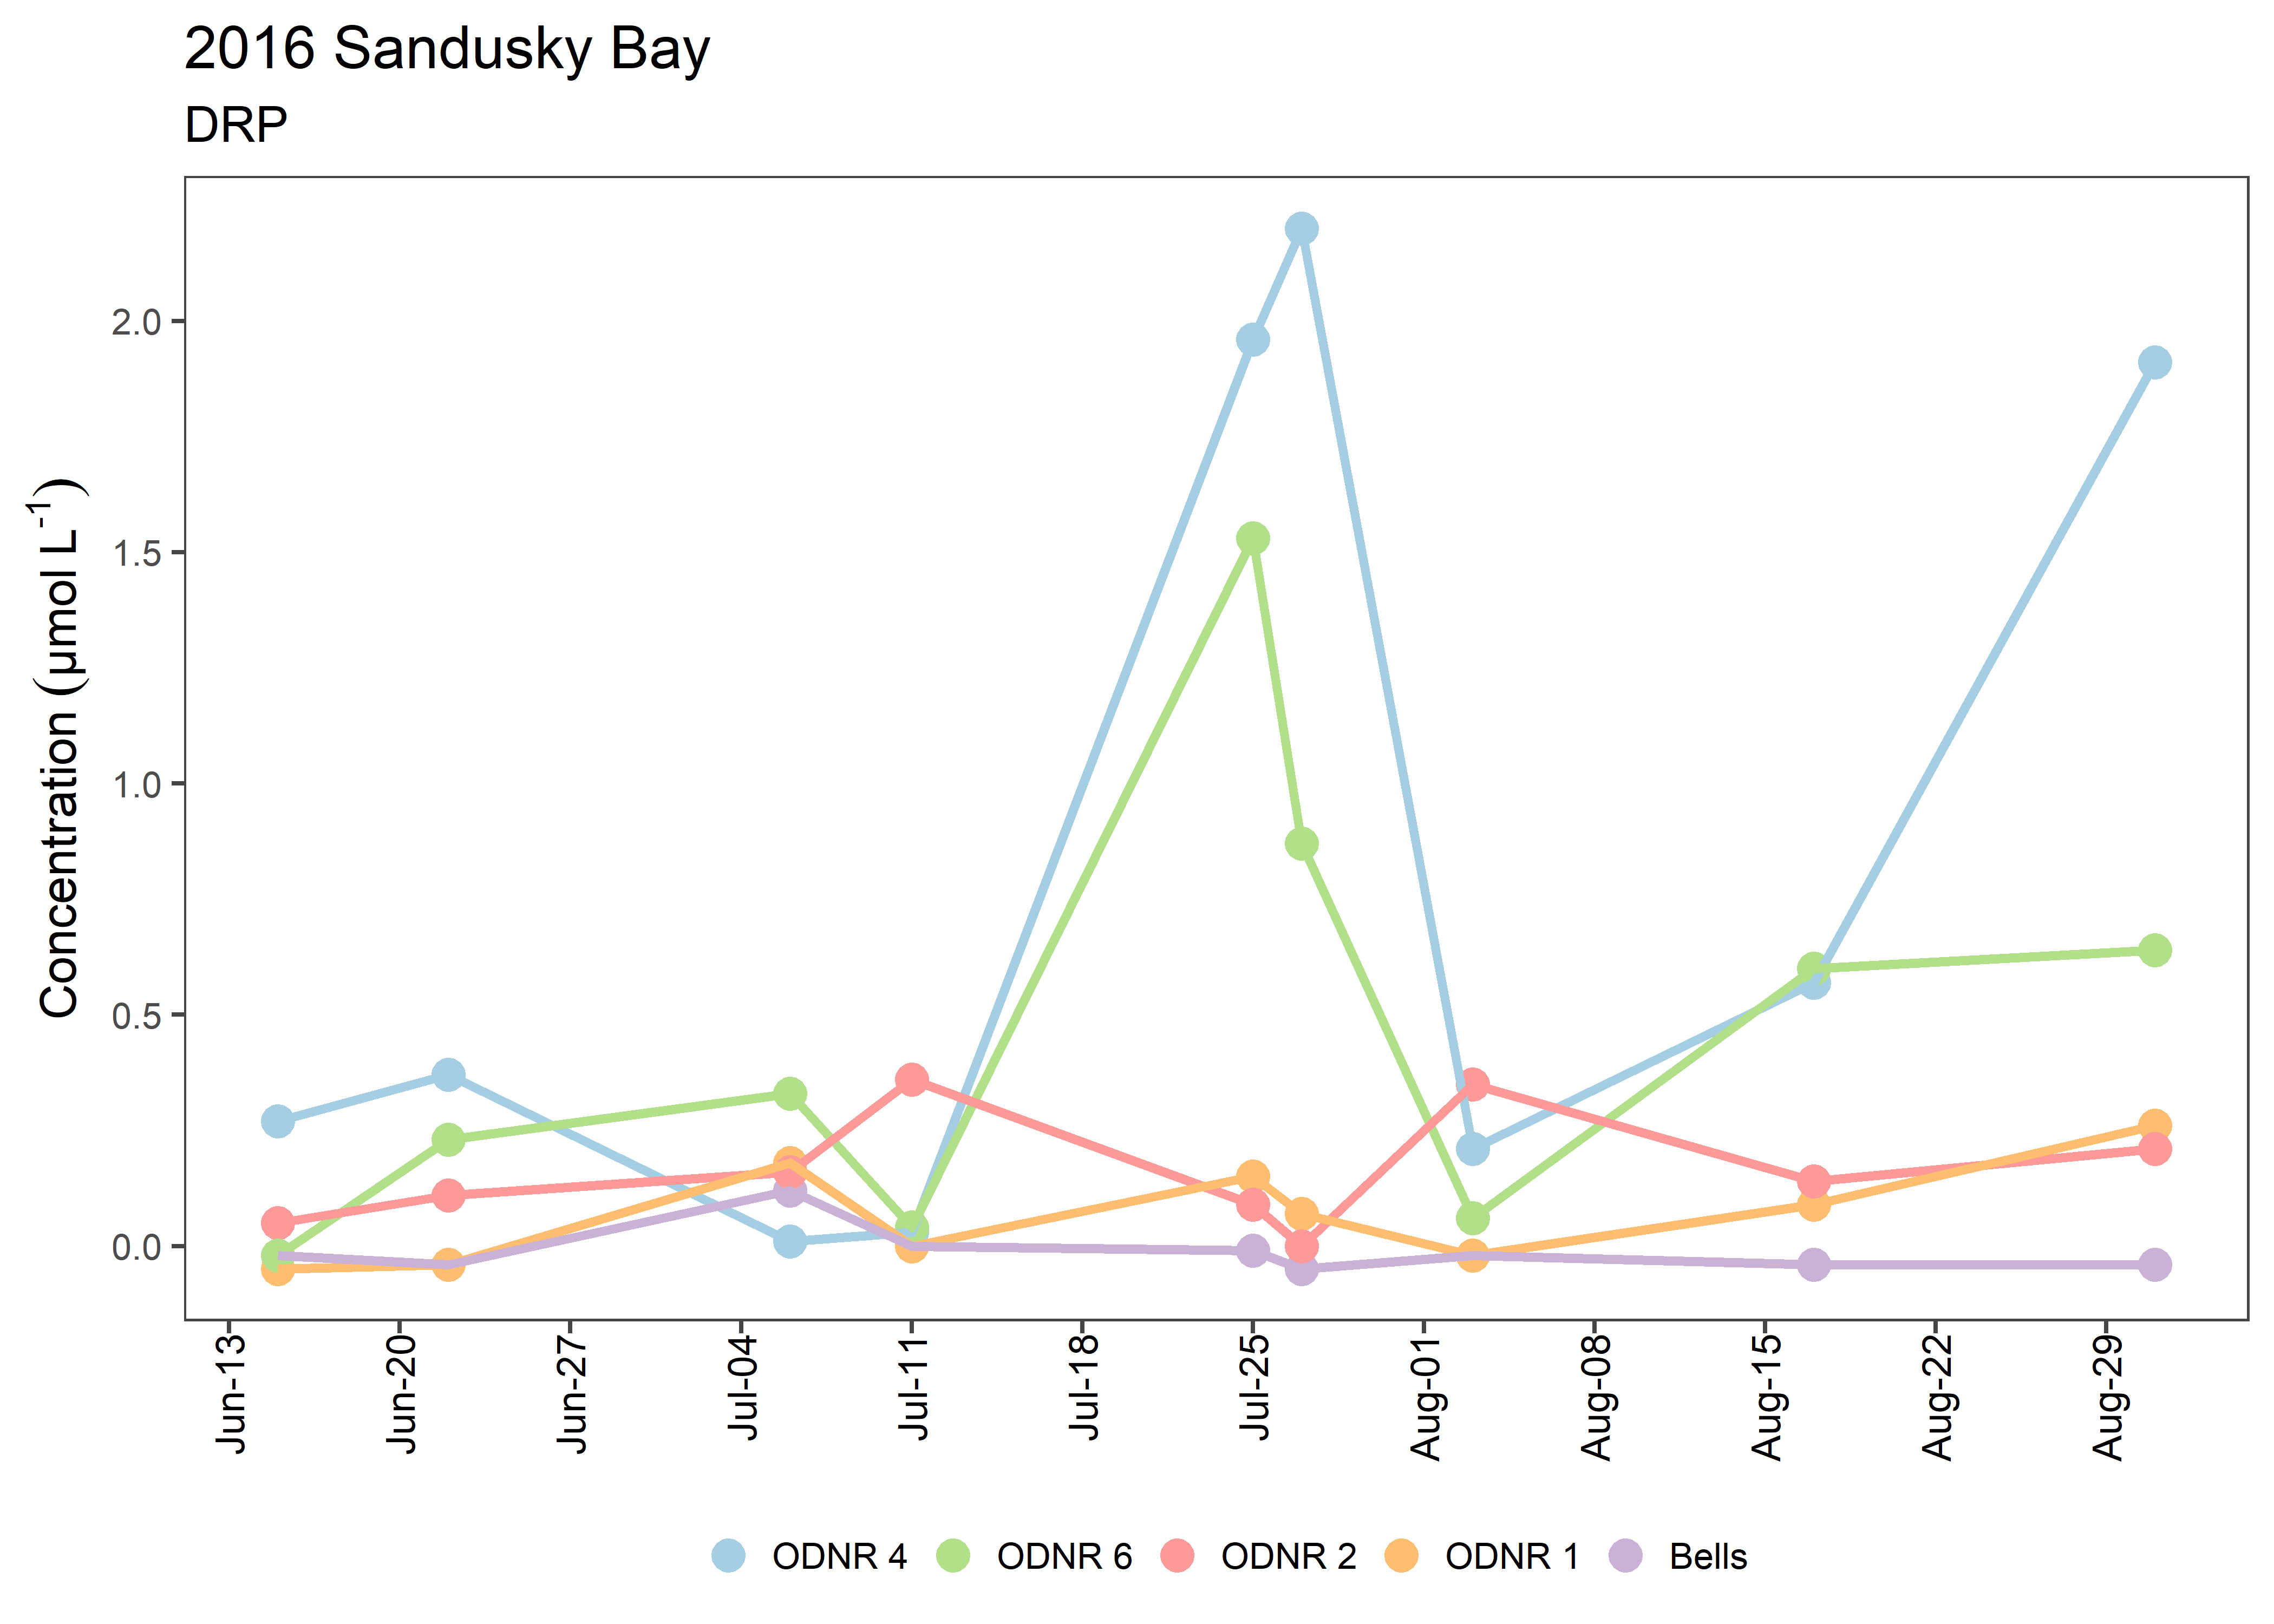 2016 Sandusky Bay
DRP
Concentration (µmol L⁻¹)
2.0
1.5
1.0
0.5
0.0
Jun-13
Jun-20
Jun-27
Jul-04
Jul-11
Jul-18
Jul-25
Aug-01
Aug-08
Aug-15
Aug-22
Aug-29
ODNR 4 ODNR 6 ODNR 2 ODNR 1 Bells